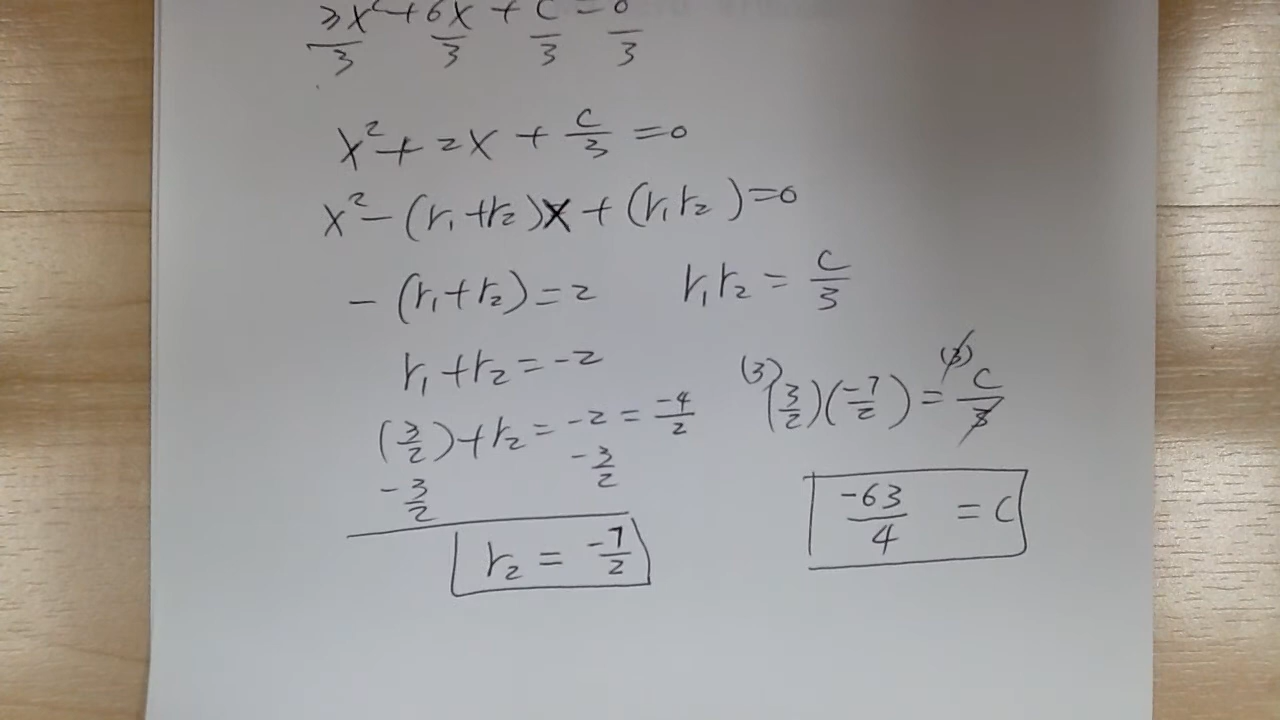 3x² + 6x + c = 0
3 3 3 3
x² + 2x + c/3 = 0
x² - (r₁ + r₂)x + (r₁r₂) = 0
- (r₁ + r₂) = 2
r₁r₂ = c/3
r₁ + r₂ = -2
(3/2) + r₂ = -2 = -4/2
-3/2 -3/2
r₂ = -7/2
(3)(3/2)(-7/2) = (3)c/3
-63/4 = c